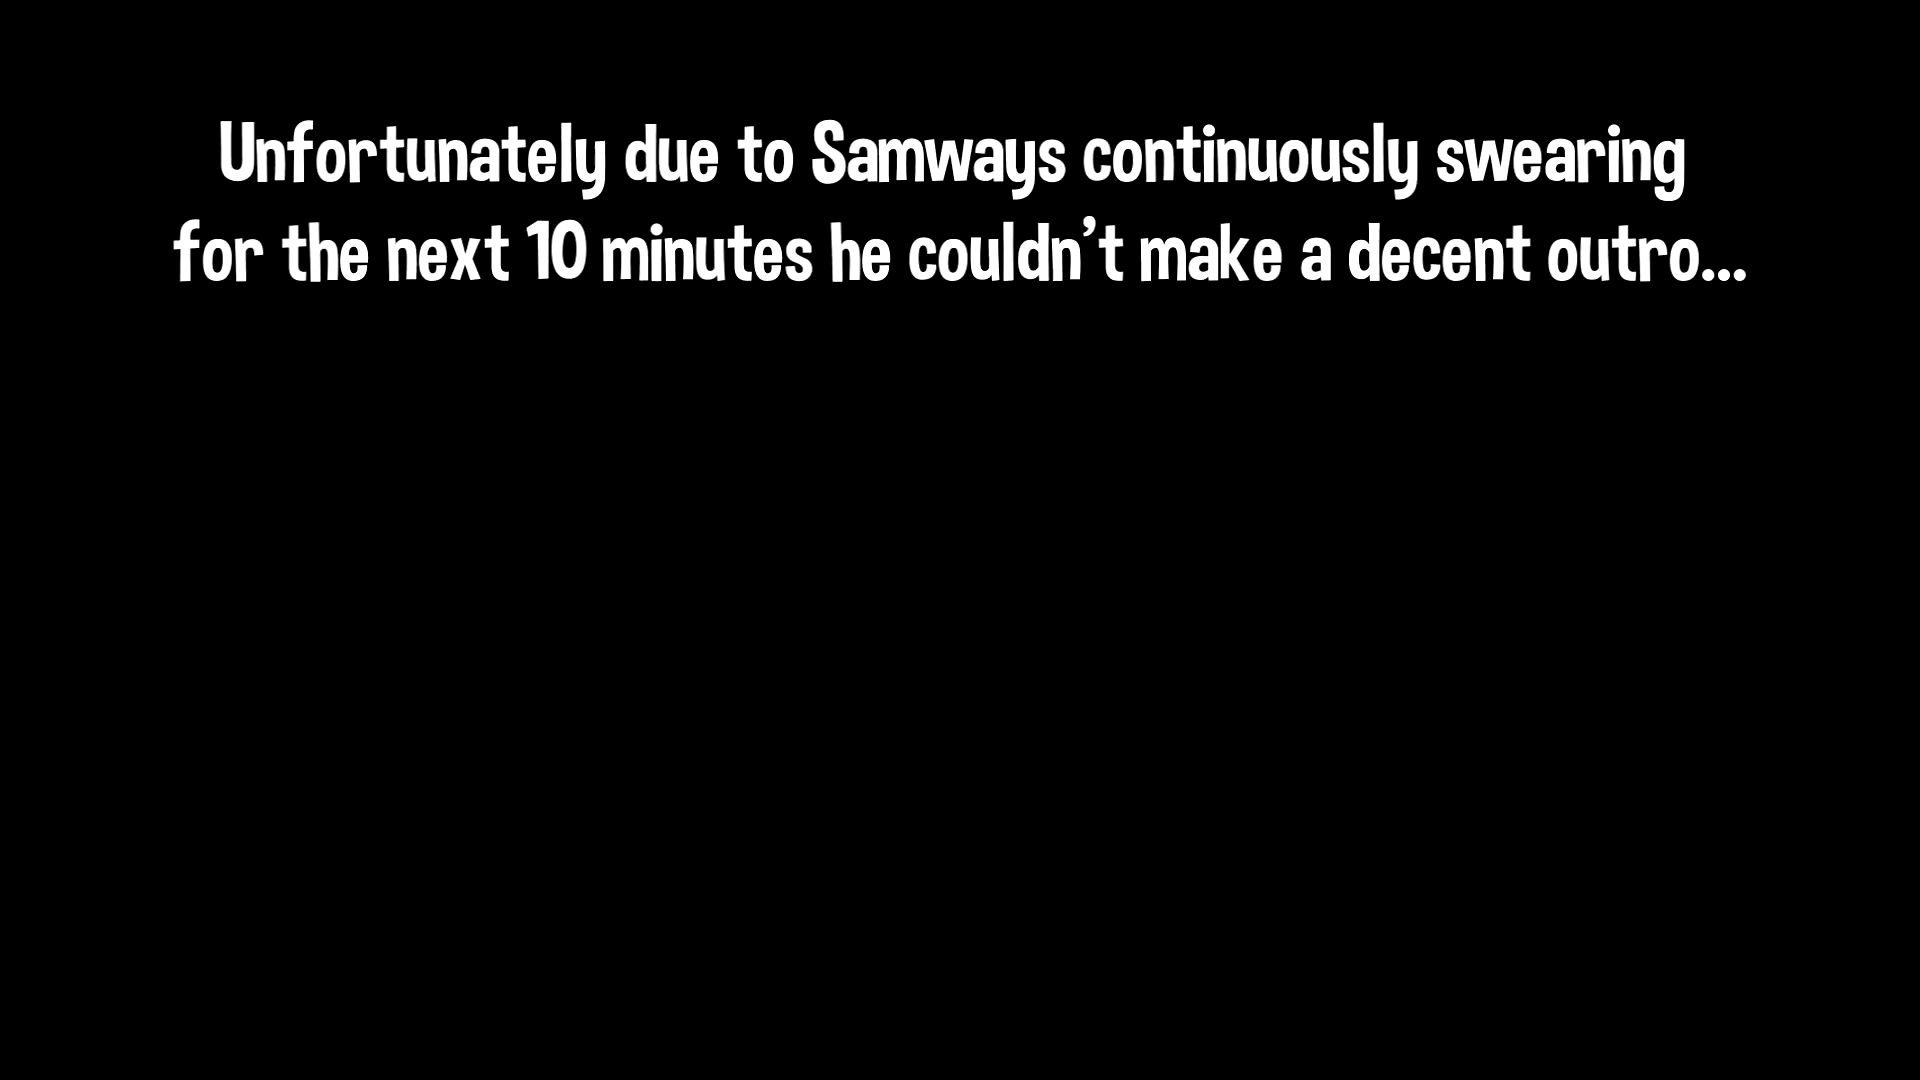 Unfortunately due to Samways continuously swearing
for the next 10 minutes he couldn't make a decent outro...